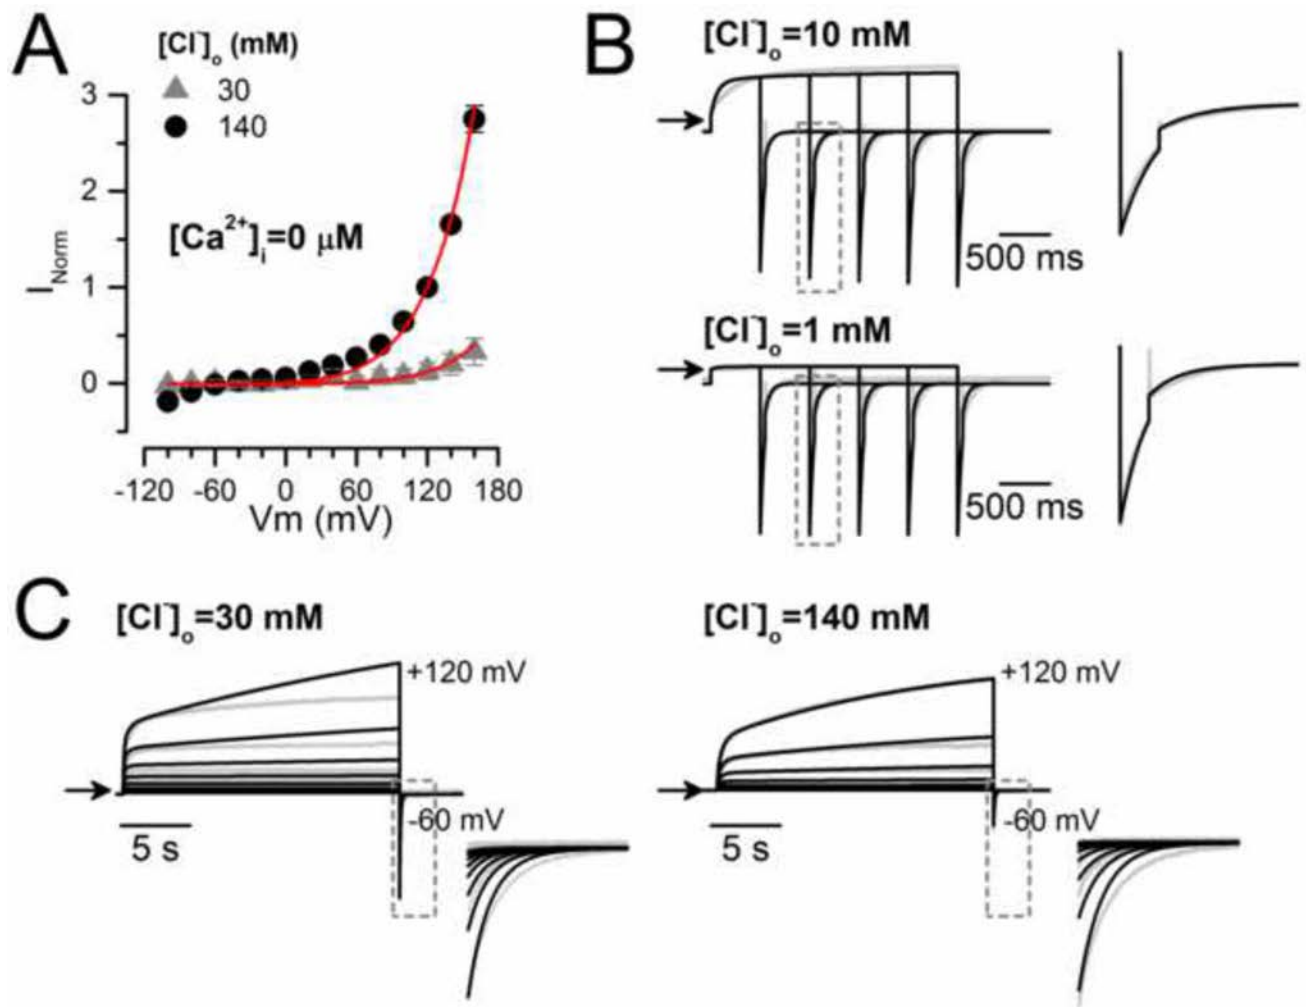 A
[Cl⁻]ₒ (mM)
30
140
3
2
1
0
I_Norm
[Ca²⁺]ᵢ=0 μM
-120 -60 0 60 120 180
Vm (mV)
B
[Cl⁻]ₒ=10 mM
500 ms
[Cl⁻]ₒ=1 mM
500 ms
C
[Cl⁻]ₒ=30 mM
+120 mV
-60 mV
5 s
[Cl⁻]ₒ=140 mM
+120 mV
-60 mV
5 s